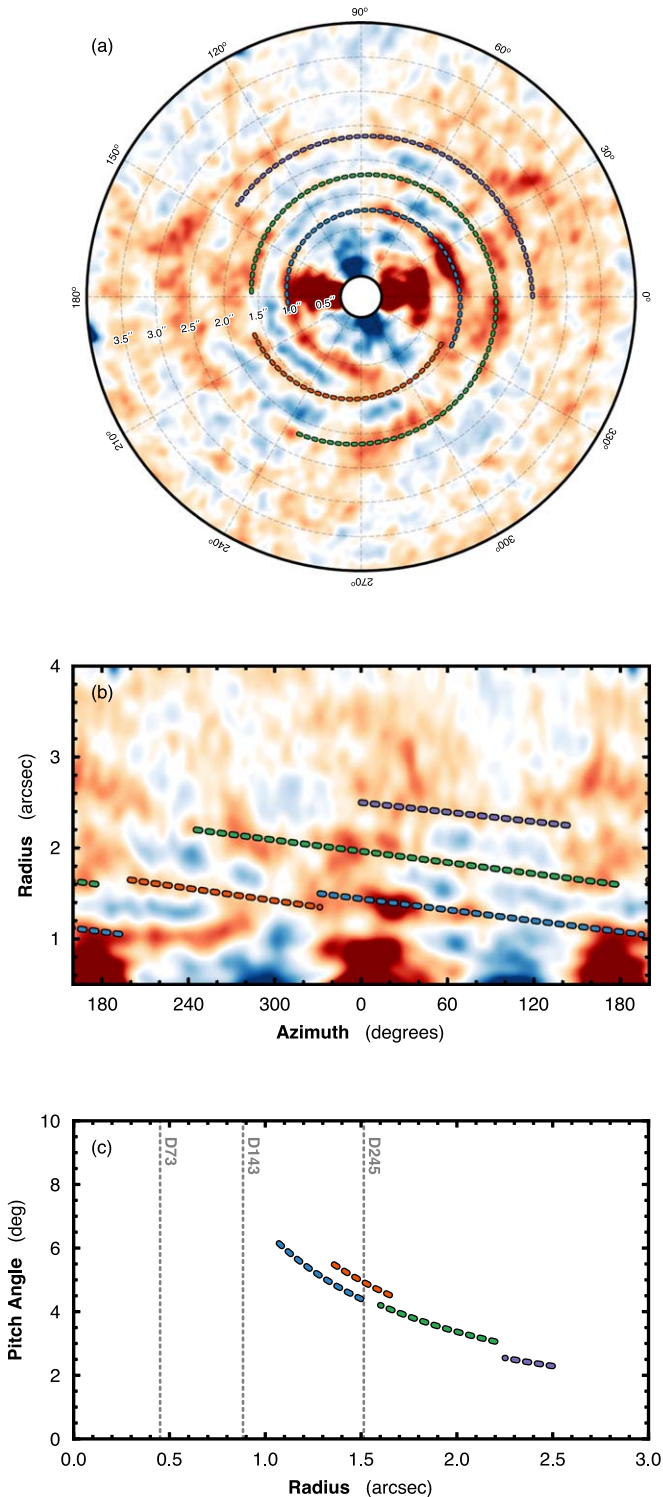 (a)
90°
120°
60°
150°
30°
180°
0°
3.5″ 3.0″ 2.5″ 2.0″ 1.5″ 1.0″ 0.5″
210°
330°
240°
300°
270°
(b)
4
3
2
1
Radius (arcsec)
180 240 300 0 60 120 180
Azimuth (degrees)
(c)
D73
D143
D245
10
8
6
4
2
0
Pitch Angle (deg)
0.0 0.5 1.0 1.5 2.0 2.5 3.0
Radius (arcsec)